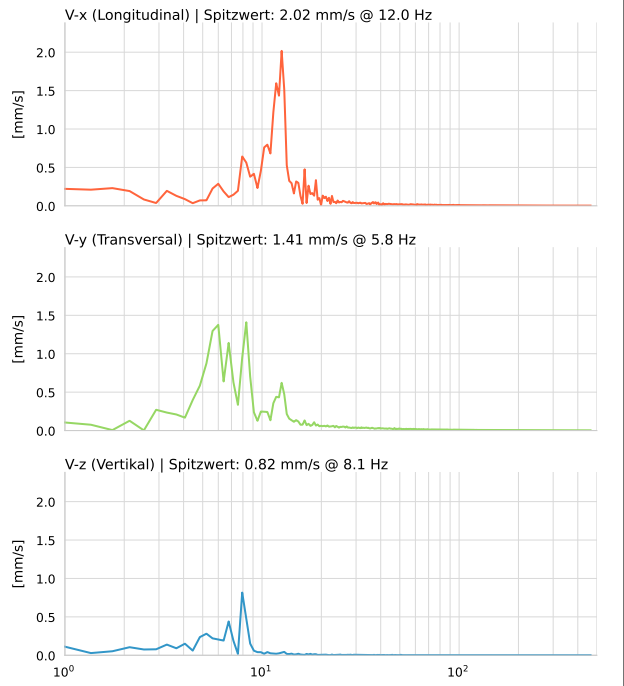 V-x (Longitudinal) | Spitzwert: 2.02 mm/s @ 12.0 Hz
2.0
1.5
[mm/s]
1.0
0.5
0.0
V-y (Transversal) | Spitzwert: 1.41 mm/s @ 5.8 Hz
2.0
1.5
[mm/s]
1.0
0.5
0.0
V-z (Vertikal) | Spitzwert: 0.82 mm/s @ 8.1 Hz
2.0
1.5
[mm/s]
1.0
0.5
0.0
10⁰ 10¹ 10²